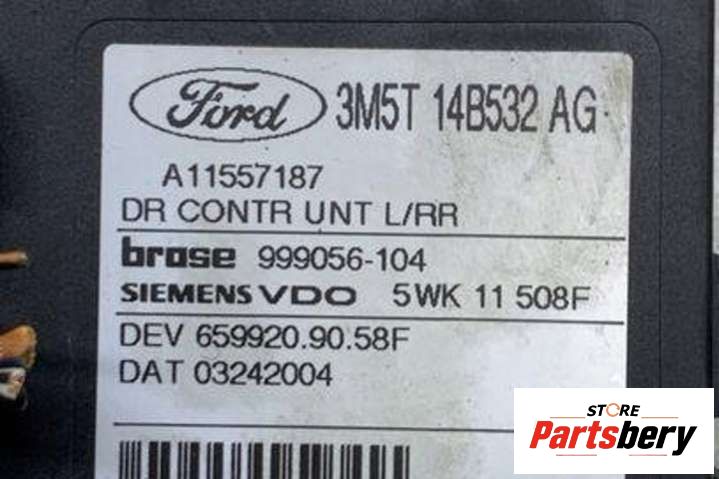 Ford 3M5T 14B532 AG
A11557187
DR CONTR UNT L/RR
brose 999056-104
SIEMENS VDO 5WK 11 508F
DEV 659920.90.58F
DAT 03242004
STORE
Partsbery